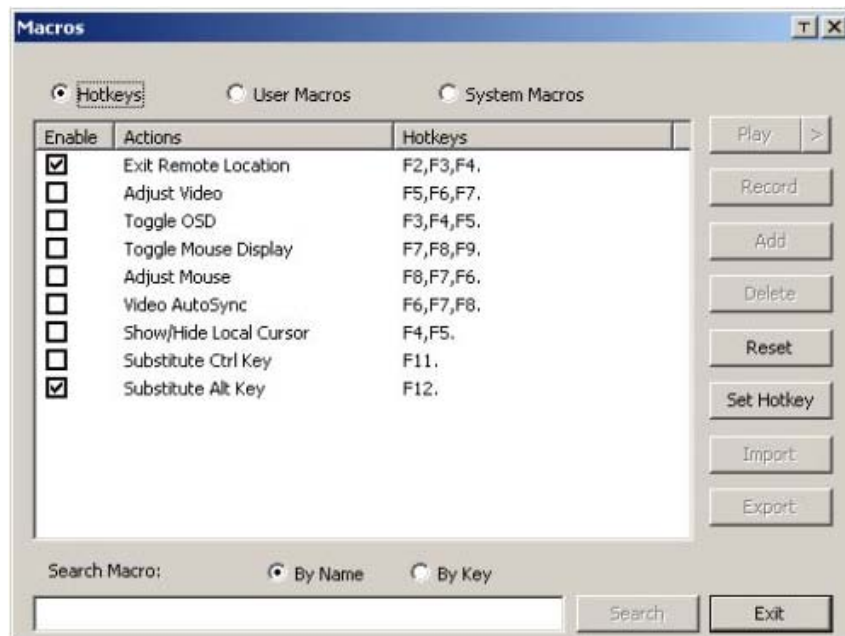 Macros
Hotkeys User Macros System Macros
Enable Actions Hotkeys
Exit Remote Location F2,F3,F4.
Adjust Video F5,F6,F7.
Toggle OSD F3,F4,F5.
Toggle Mouse Display F7,F8,F9.
Adjust Mouse F8,F7,F6.
Video AutoSync F6,F7,F8.
Show/Hide Local Cursor F4,F5.
Substitute Ctrl Key F11.
Substitute Alt Key F12.
Play >
Record
Add
Delete
Reset
Set Hotkey
Import
Export
Search Macro: By Name By Key
Search Exit